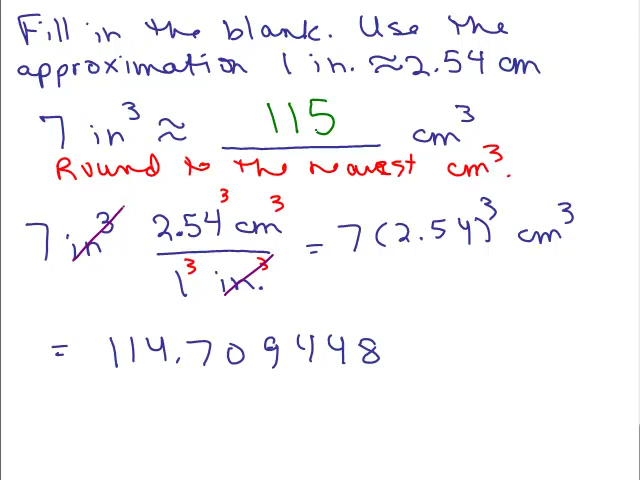 Fill in the blank. Use the
approximation 1 in. ≈ 2.54 cm
7 in³ ≈ 115 cm³
Round to the nearest cm³.
7 in³ 2.54³ cm³ / 1³ in.³ = 7(2.54)³ cm³
= 114.709448